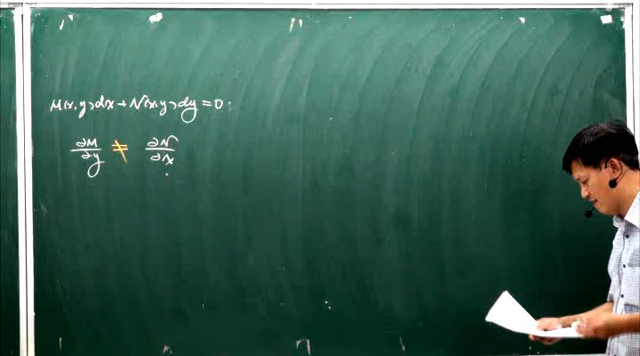 M(x,y)dx + N(x,y)dy = 0.
∂M/∂y ≠ ∂N/∂x